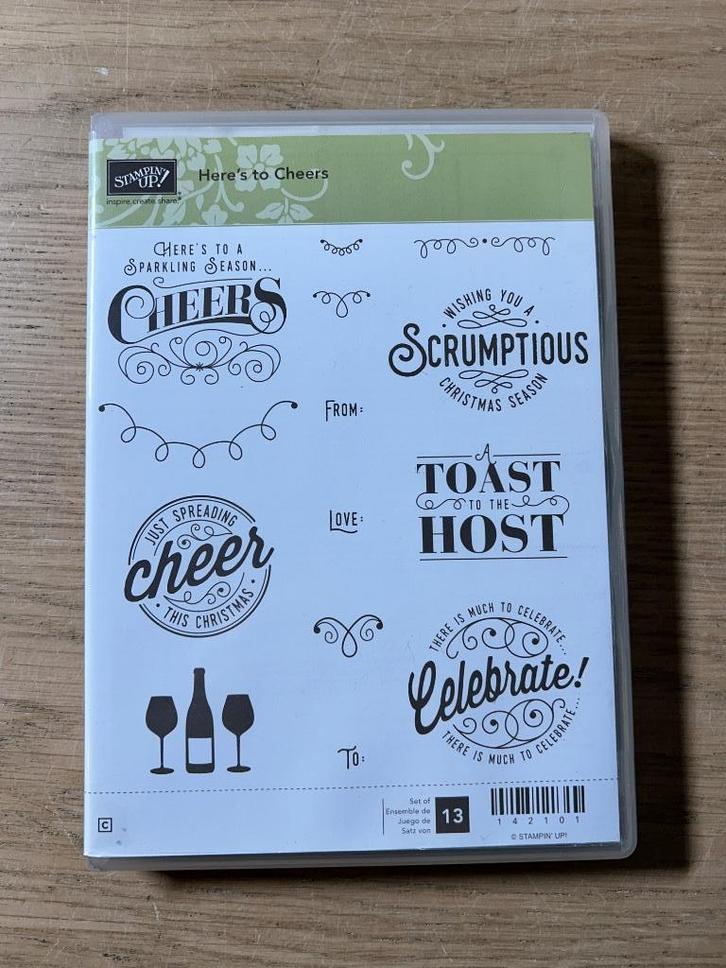 STAMPIN' UP!
inspire.create.share.®
Here's to Cheers
HERE'S TO A
SPARKLING SEASON...
CHEERS
WISHING YOU A
SCRUMPTIOUS
CHRISTMAS SEASON
FROM:
A
TOAST
TO THE
HOST
JUST SPREADING
cheer
THIS CHRISTMAS
LOVE:
THERE IS MUCH TO CELEBRATE...
Celebrate!
THERE IS MUCH TO CELEBRATE...
TO:
C
Set of
Ensemble de
Juego de
Satz von
13
142101
© STAMPIN' UP!